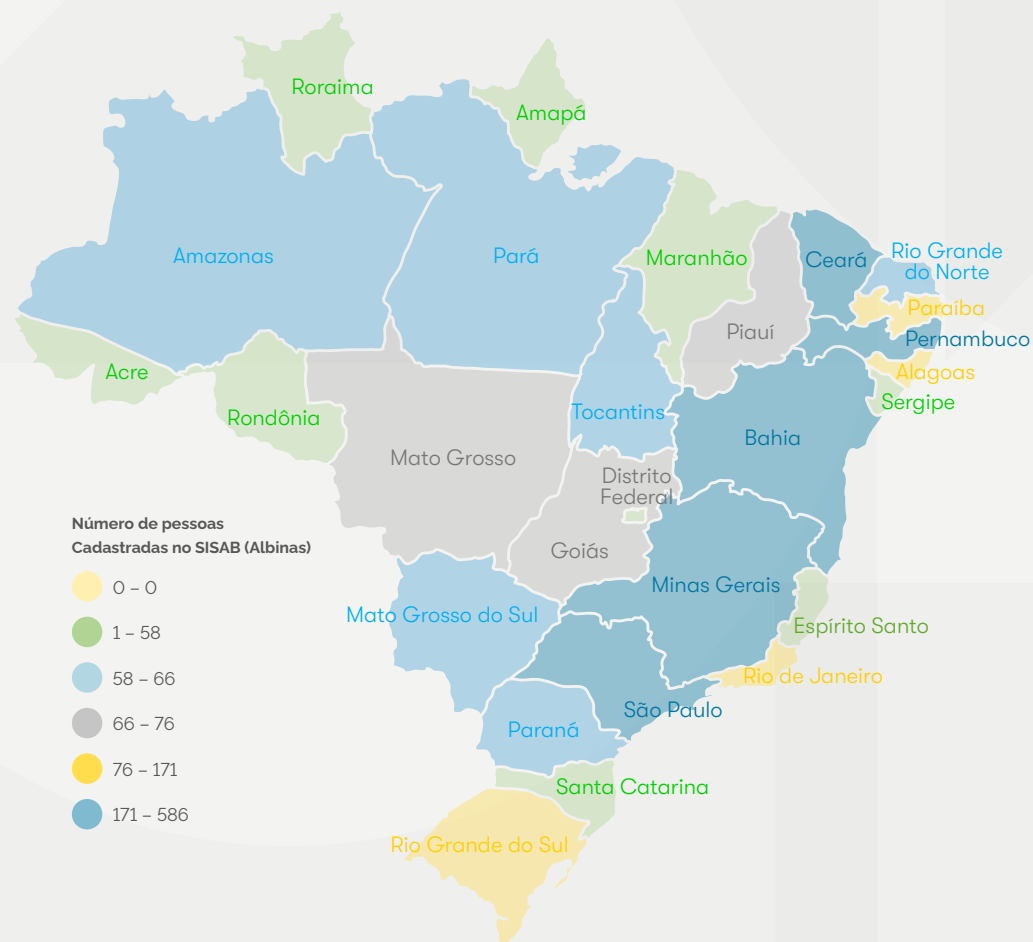 Roraima
Amapá
Amazonas
Pará
Maranhão
Ceará
Rio Grande
do Norte
Paraíba
Piauí
Pernambuco
Acre
Alagoas
Rondônia
Tocantins
Sergipe
Bahia
Mato Grosso
Distrito
Federal
Goiás
Minas Gerais
Mato Grosso do Sul
Espírito Santo
Rio de Janeiro
São Paulo
Paraná
Santa Catarina
Rio Grande do Sul
Número de pessoas
Cadastradas no SISAB (Albinas)
0 – 0
1 – 58
58 – 66
66 – 76
76 – 171
171 – 586